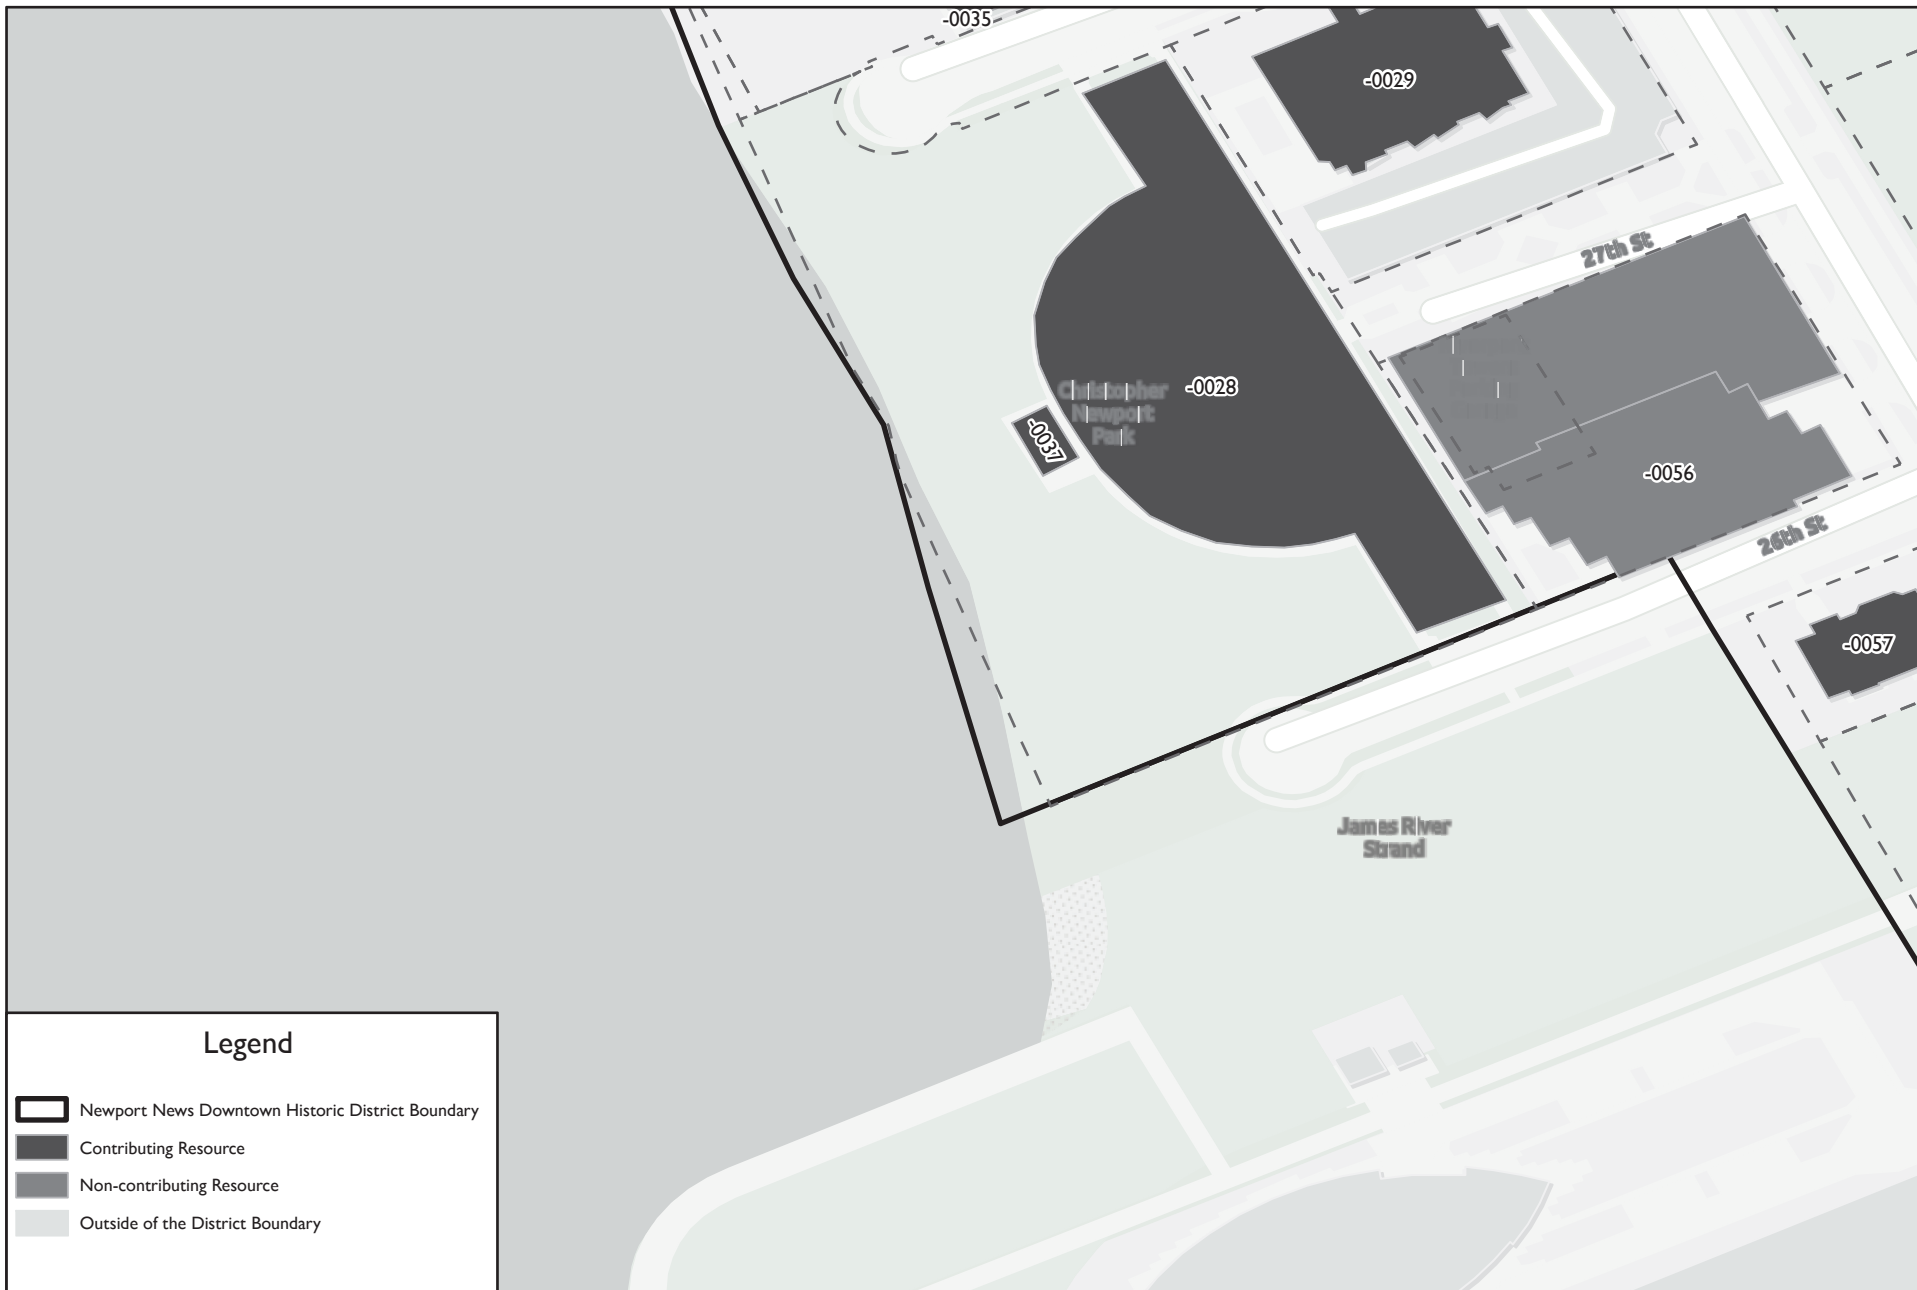 -0035
-0029
27th St
Christopher
Newport
Park
-0028
-0037
-0056
26th St
-0057
James River
Strand
Legend
Newport News Downtown Historic District Boundary
Contributing Resource
Non-contributing Resource
Outside of the District Boundary